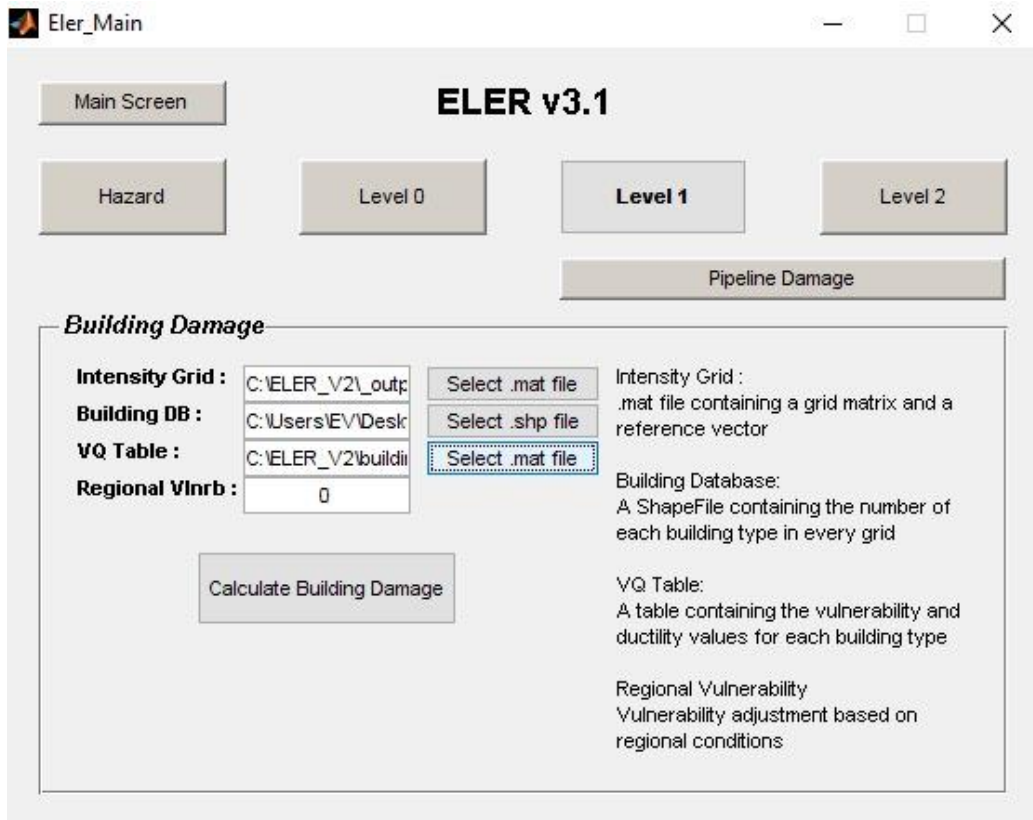 Eler_Main
Main Screen
ELER v3.1
Hazard
Level 0
Level 1
Level 2
Pipeline Damage
Building Damage
Intensity Grid :
C:\ELER_V2\_outp
Select .mat file
Building DB :
C:\Users\EV\Desk
Select .shp file
VQ Table :
C:\ELER_V2\buildi
Select .mat file
Regional Vlnrb :
0
Calculate Building Damage
Intensity Grid :
.mat file containing a grid matrix and a
reference vector
Building Database:
A ShapeFile containing the number of
each building type in every grid
VQ Table:
A table containing the vulnerability and
ductility values for each building type
Regional Vulnerability
Vulnerability adjustment based on
regional conditions